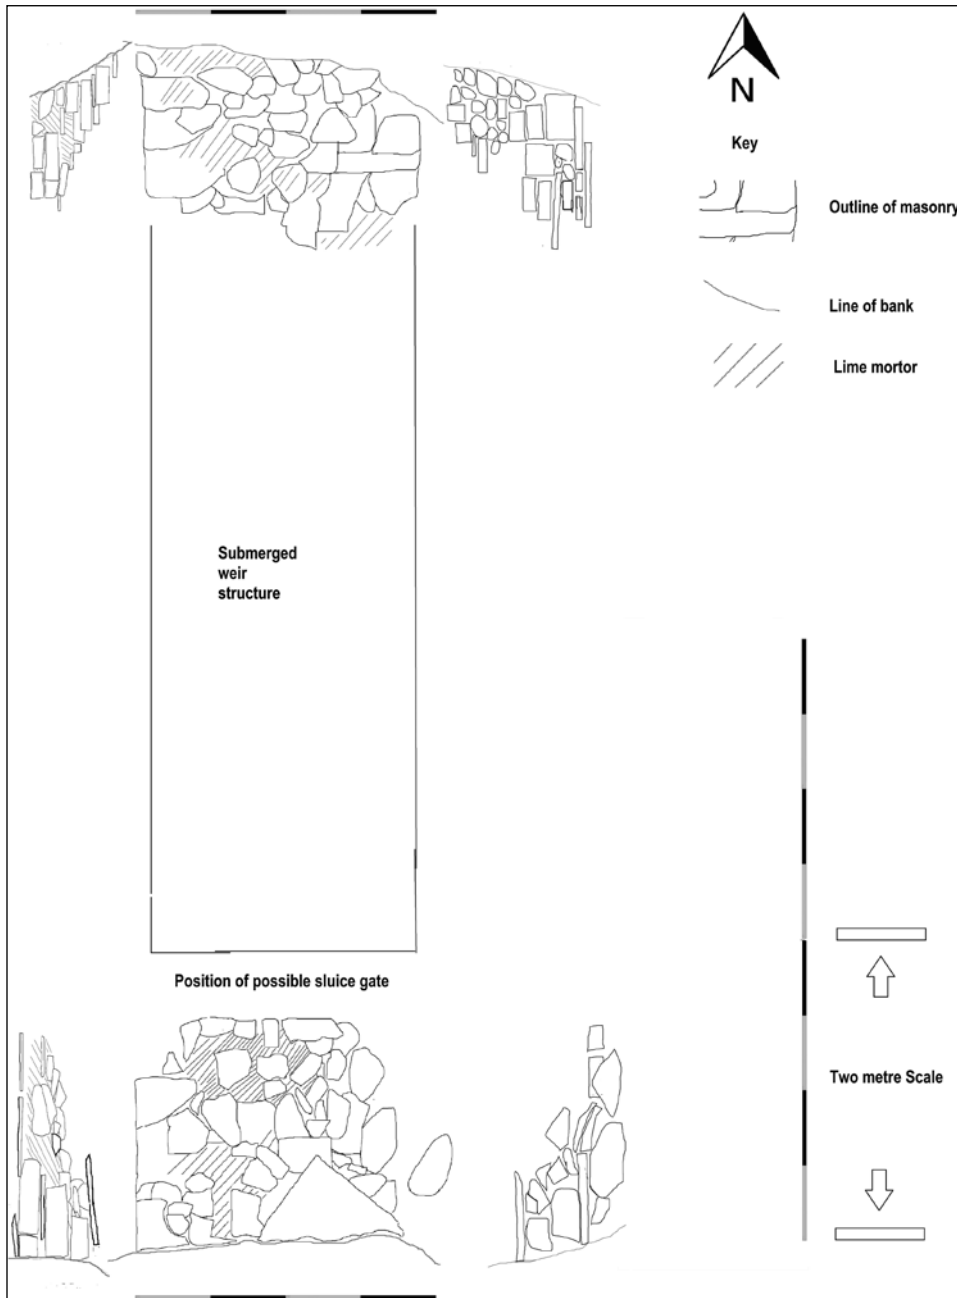 N
Key
Outline of masonry
Line of bank
Lime mortor
Submerged
weir
structure
Position of possible sluice gate
Two metre Scale